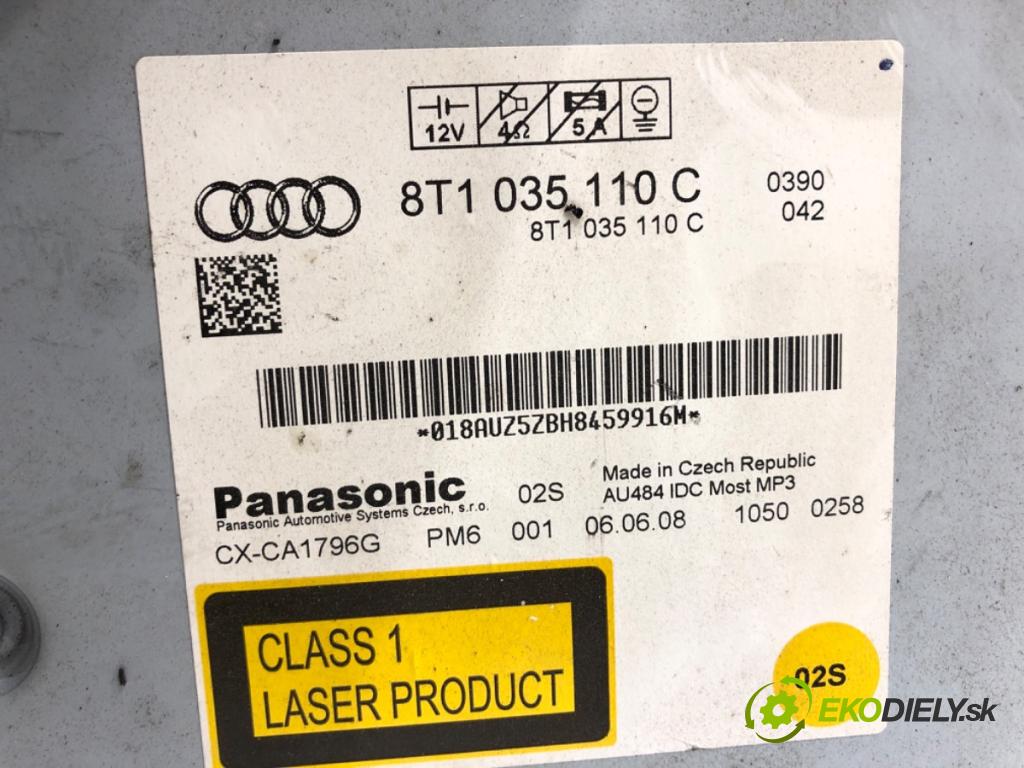 12V 4Ω 5 A
8T1 035 110 C 0390
8T1 035 110 C 042
*018AUZ5ZBH8459916M*
Panasonic 02S Made in Czech Republic
Panasonic Automotive Systems Czech, s.r.o. AU484 IDC Most MP3
CX-CA1796G PM6 001 06.06.08 1050 0258
CLASS 1
LASER PRODUCT
02S
EKODIELY.sk